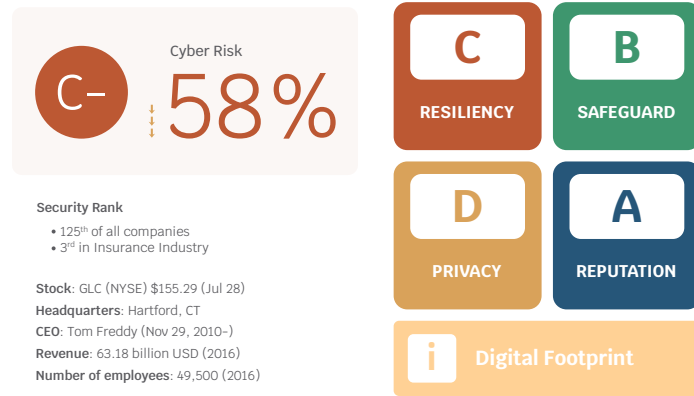 C-
Cyber Risk
58%
Security Rank
• 125th of all companies
• 3rd in Insurance Industry
Stock: GLC (NYSE) $155.29 (Jul 28)
Headquarters: Hartford, CT
CEO: Tom Freddy (Nov 29, 2010-)
Revenue: 63.18 billion USD (2016)
Number of employees: 49,500 (2016)
C
RESILIENCY
B
SAFEGUARD
D
PRIVACY
A
REPUTATION
i
Digital Footprint